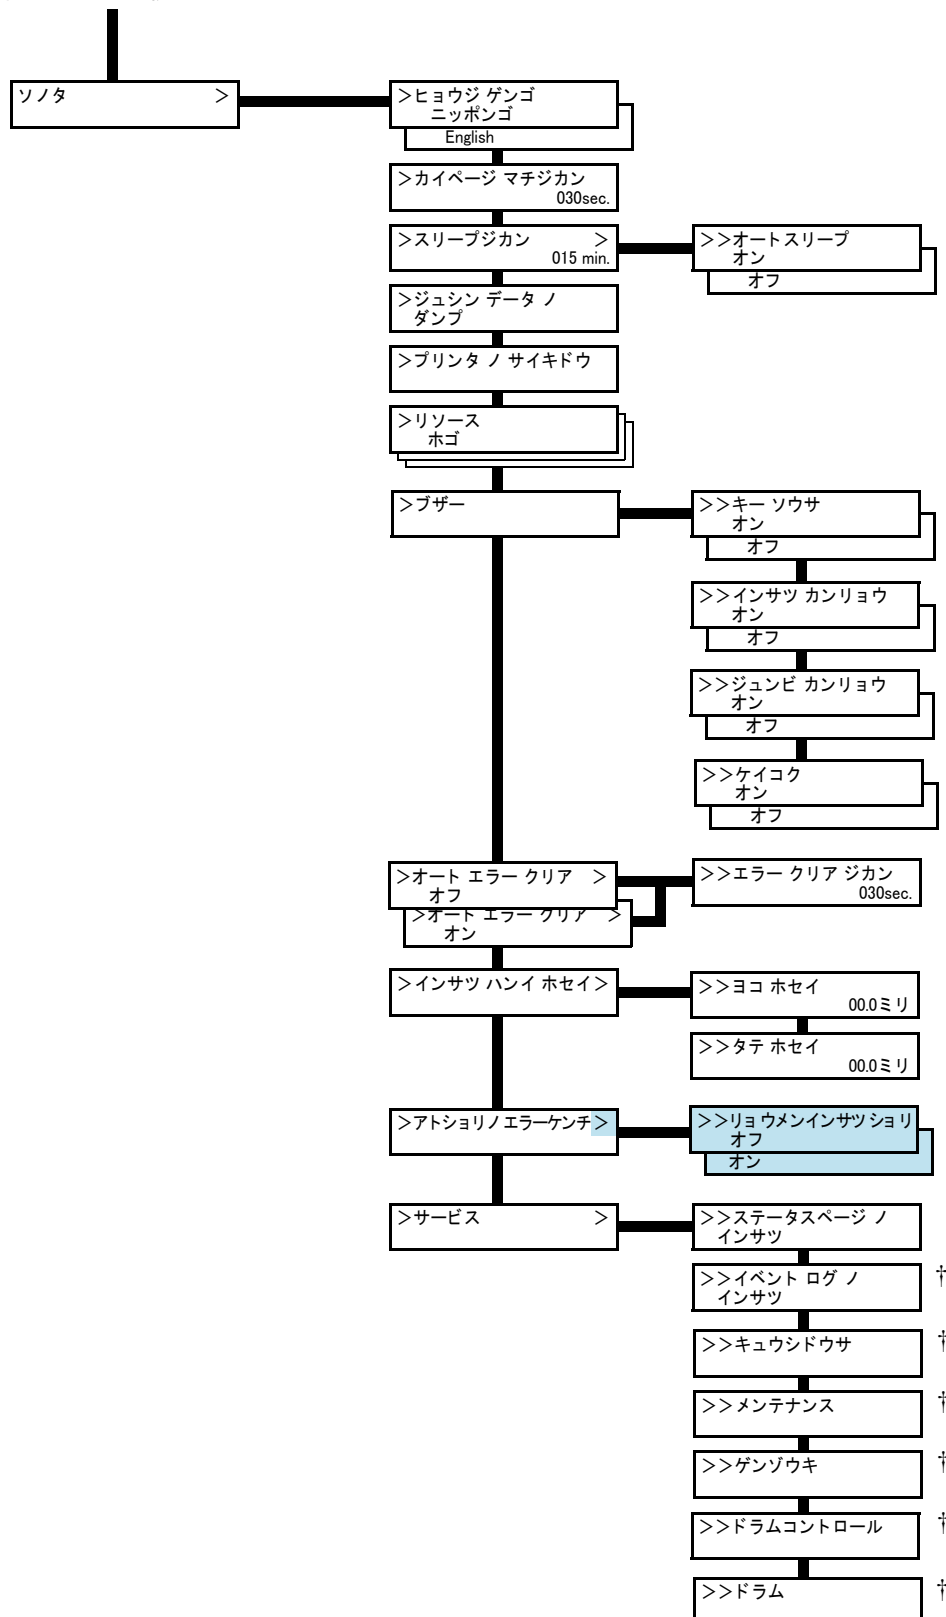 ソノタ >
>ヒョウジ ゲンゴ
ニッポンゴ
English
>カイページ マチジカン
030sec.
>スリープジカン >
015 min.
>>オートスリープ
オン
オフ
>ジュシン データ ノ
ダンプ
>プリンタ ノ サイキドウ
>リソース
ホゴ
>ブザー
>>キー ソウサ
オン
オフ
>>インサツ カンリョウ
オン
オフ
>>ジュンビ カンリョウ
オン
オフ
>>ケイコク
オン
オフ
>オート エラー クリア >
オフ
>オート エラー クリア >
オン
>>エラー クリア ジカン
030sec.
>インサツ ハンイ ホセイ>
>>ヨコ ホセイ
00.0ミリ
>>タテ ホセイ
00.0ミリ
>アトショリノエラーケンチ>
>>リョウメンインサツショリ
オフ
オン
>サービス >
>>ステータスページ ノ
インサツ
>>イベント ログ ノ
インサツ
†
>>キュウシドウサ †
>>メンテナンス †
>>ゲンゾウキ †
>>ドラムコントロール †
>>ドラム †